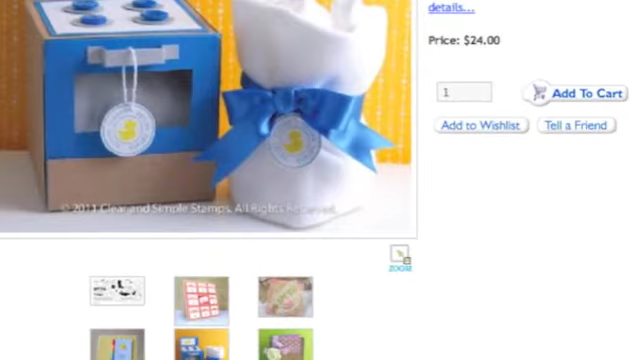 details...
Price: $24.00
1
Add To Cart
Add to Wishlist
Tell a Friend
© 2011 Clear and Simple Stamps. All Rights Reserved.
ZOOM